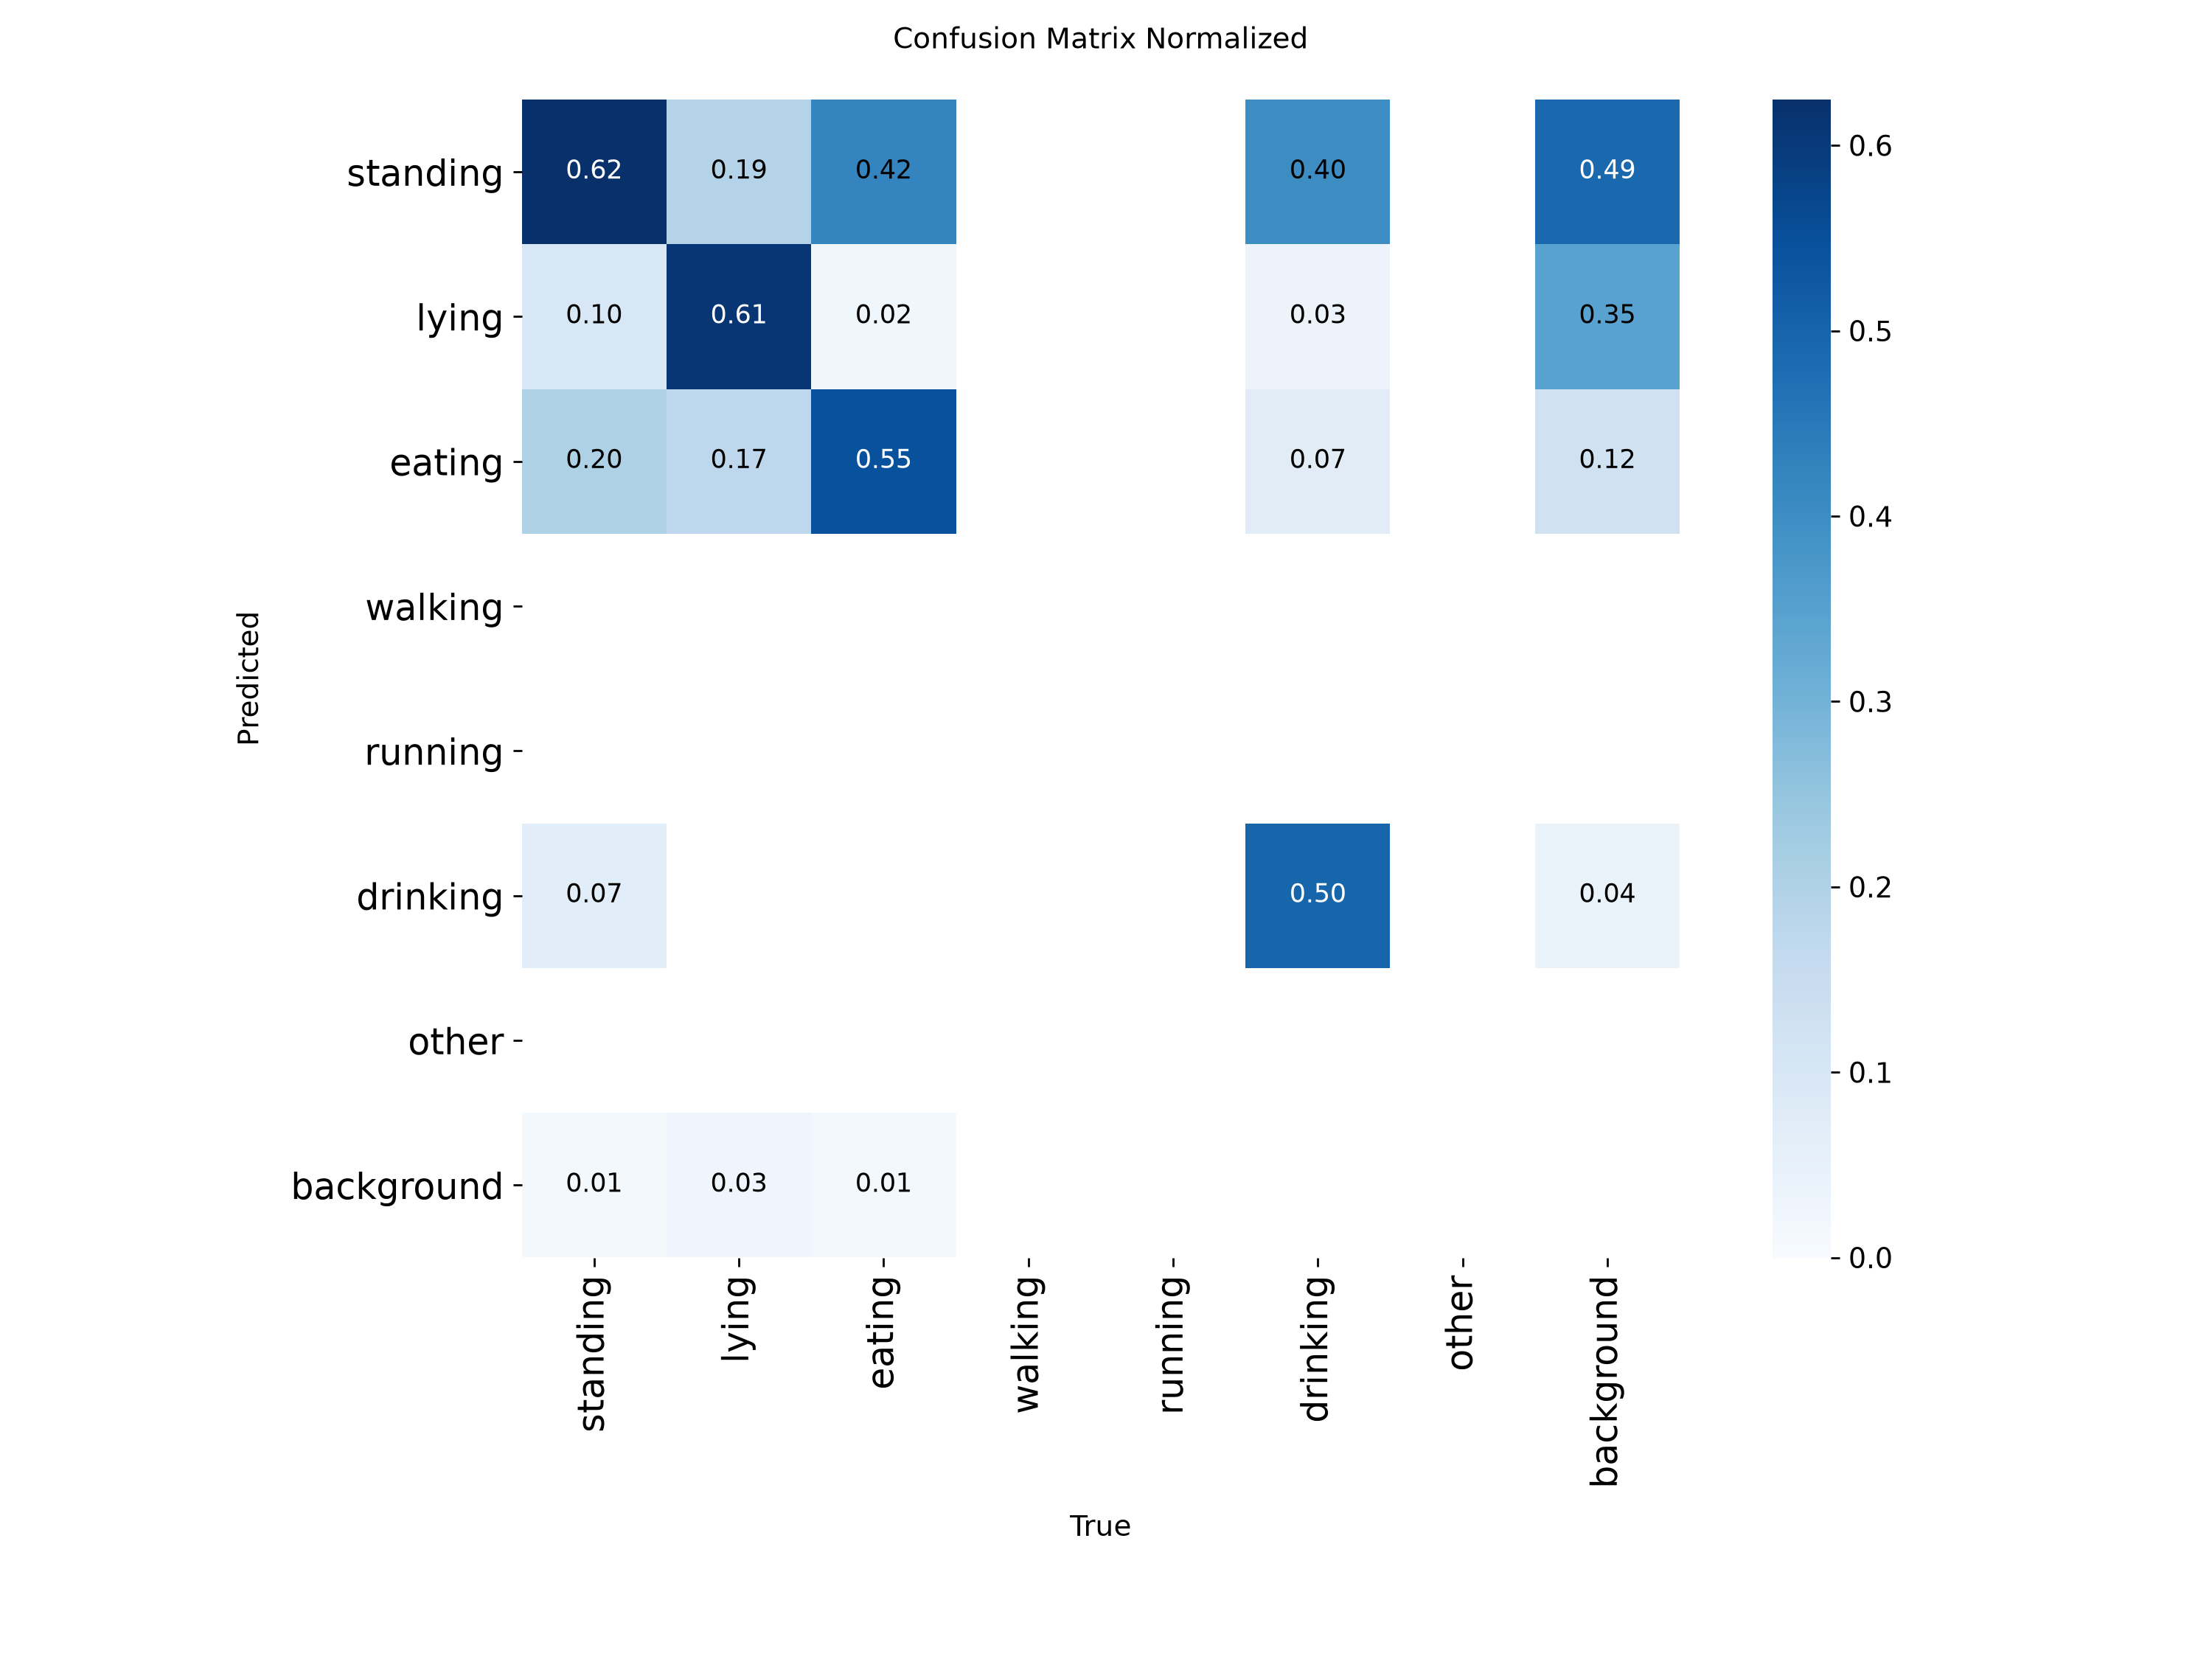 Confusion Matrix Normalized
standing 0.62 0.19 0.42 0.40 0.49 0.6
lying 0.10 0.61 0.02 0.03 0.35 0.5
eating 0.20 0.17 0.55 0.07 0.12 0.4
walking
0.3
Predicted
running
drinking 0.07 0.50 0.04 0.2
other 0.1
background 0.01 0.03 0.01
0.0
standing lying eating walking running drinking other background
True